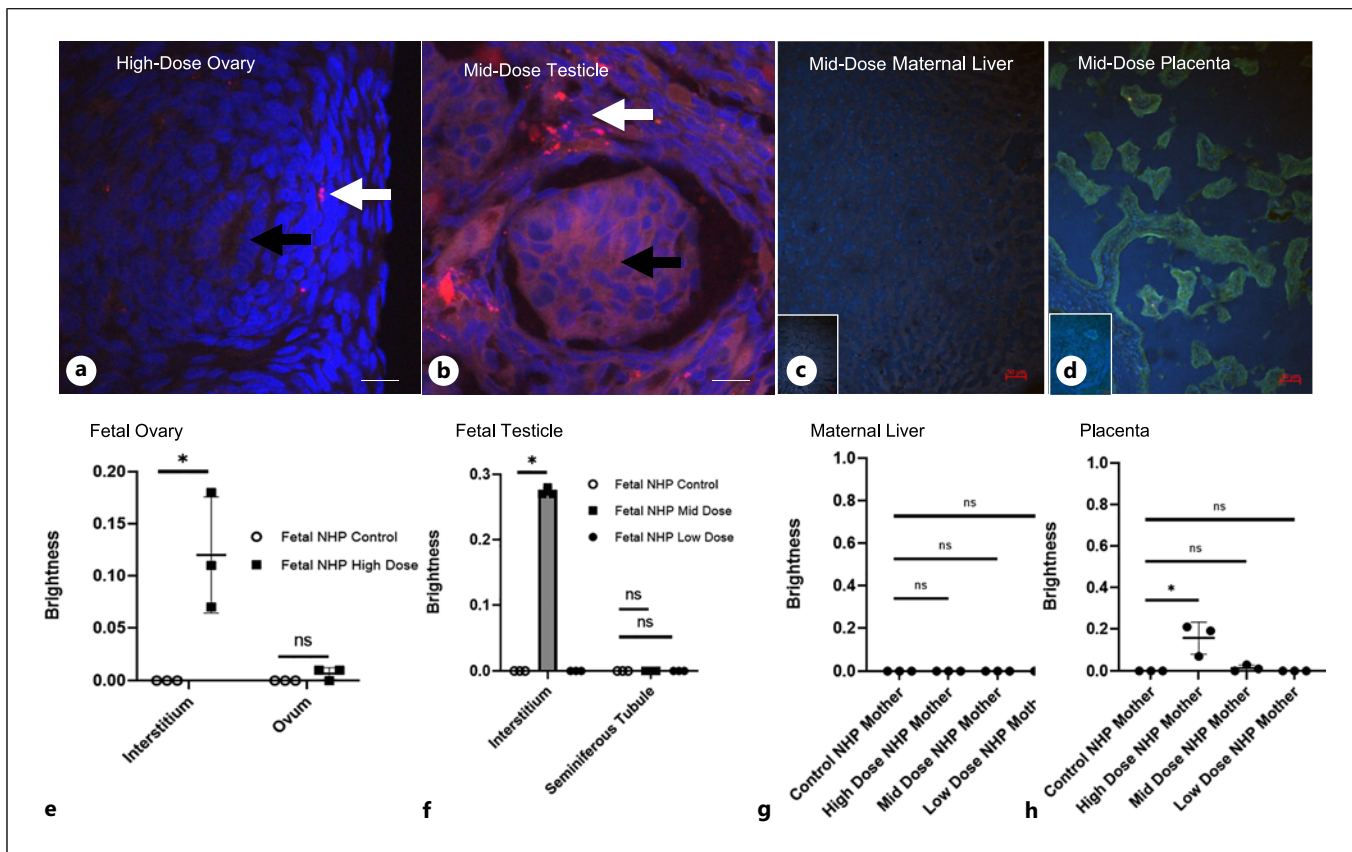 High-Dose Ovary
Mid-Dose Testicle
Mid-Dose Maternal Liver
Mid-Dose Placenta
a
b
c
d
50 µm
Fetal Ovary
*
0.20
0.15
0.10
0.05
0.00
Brightness
Fetal NHP Control
Fetal NHP High Dose
ns
Interstitium
Ovum
e
Fetal Testicle
*
0.3
0.2
0.1
0.0
Brightness
Fetal NHP Control
Fetal NHP Mid Dose
Fetal NHP Low Dose
ns
ns
Interstitium
Seminiferous Tubule
f
Maternal Liver
1.0
0.8
0.6
0.4
0.2
0.0
Brightness
ns
ns
ns
Control NHP Mother
High Dose NHP Mother
Mid Dose NHP Mother
Low Dose NHP Moth
g
Placenta
1.0
0.8
0.6
0.4
0.2
0.0
Brightness
ns
ns
*
Control NHP Mother
High Dose NHP Mother
Mid Dose NHP Mother
Low Dose NHP Mother
h